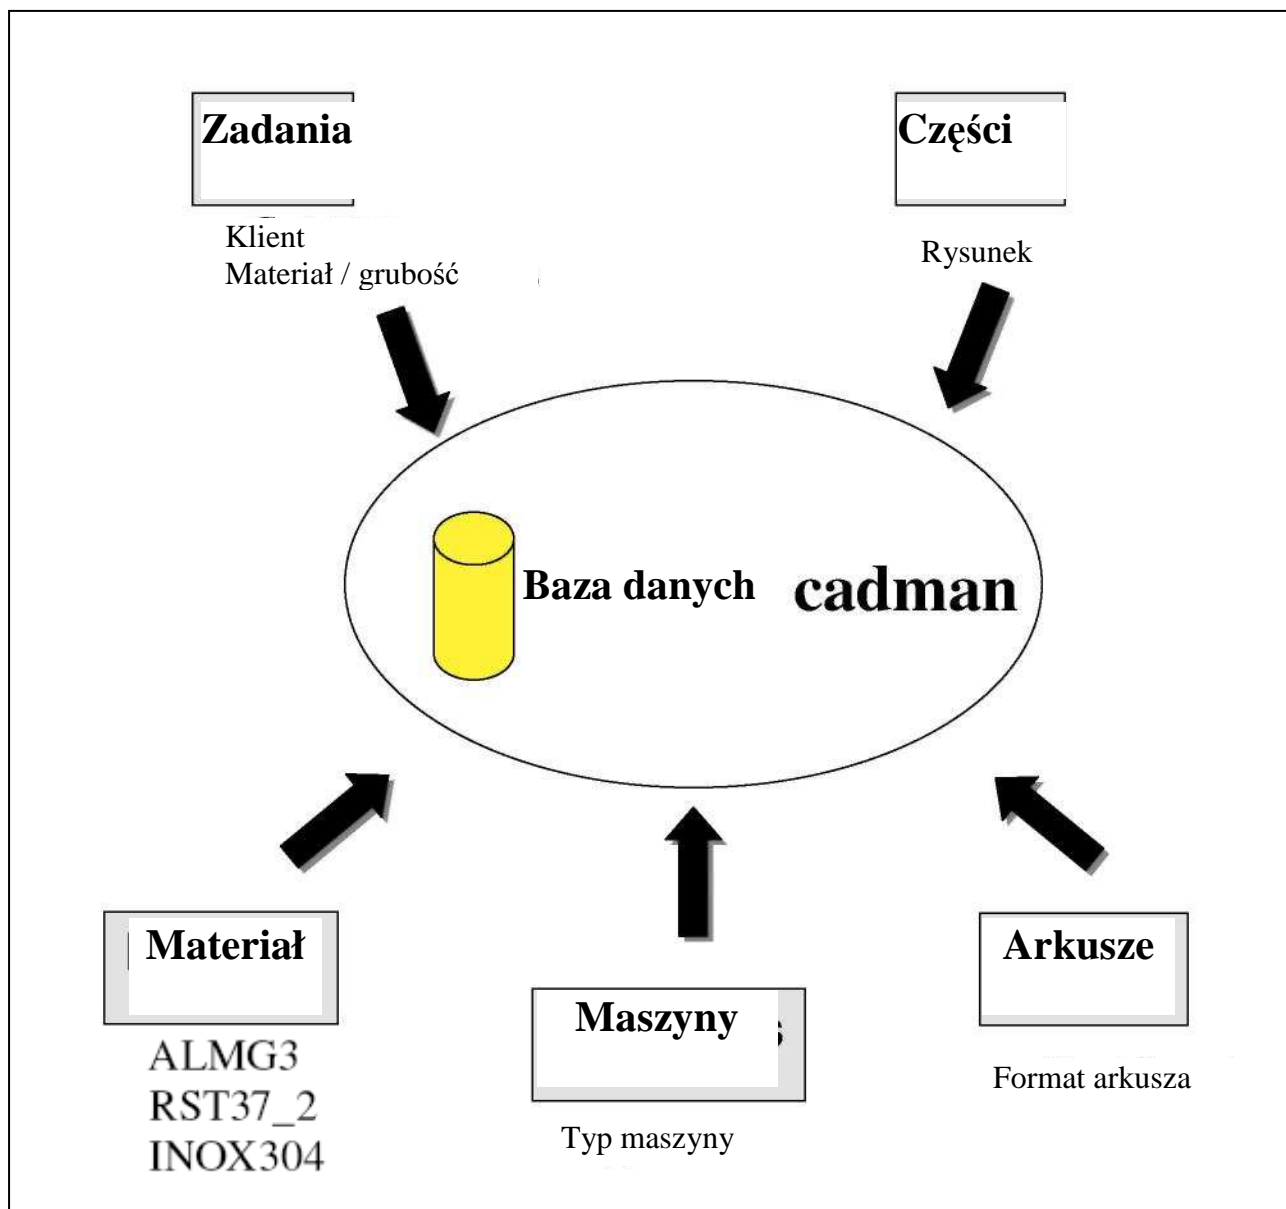 Zadania
Części
Klient
Materiał / grubość
Rysunek
Baza danych cadman
Materiał
Arkusze
Maszyny
ALMG3
RST37_2
INOX304
Format arkusza
Typ maszyny